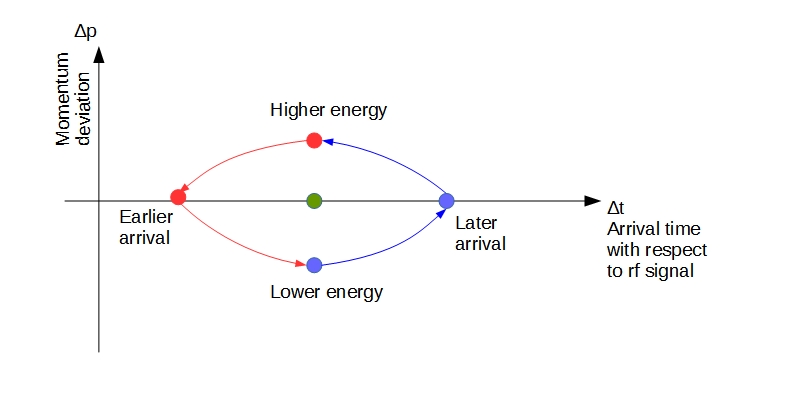 Δp
Momentum
deviation
Higher energy
Earlier
arrival
Later
arrival
Lower energy
Δt
Arrival time
with respect
to rf signal